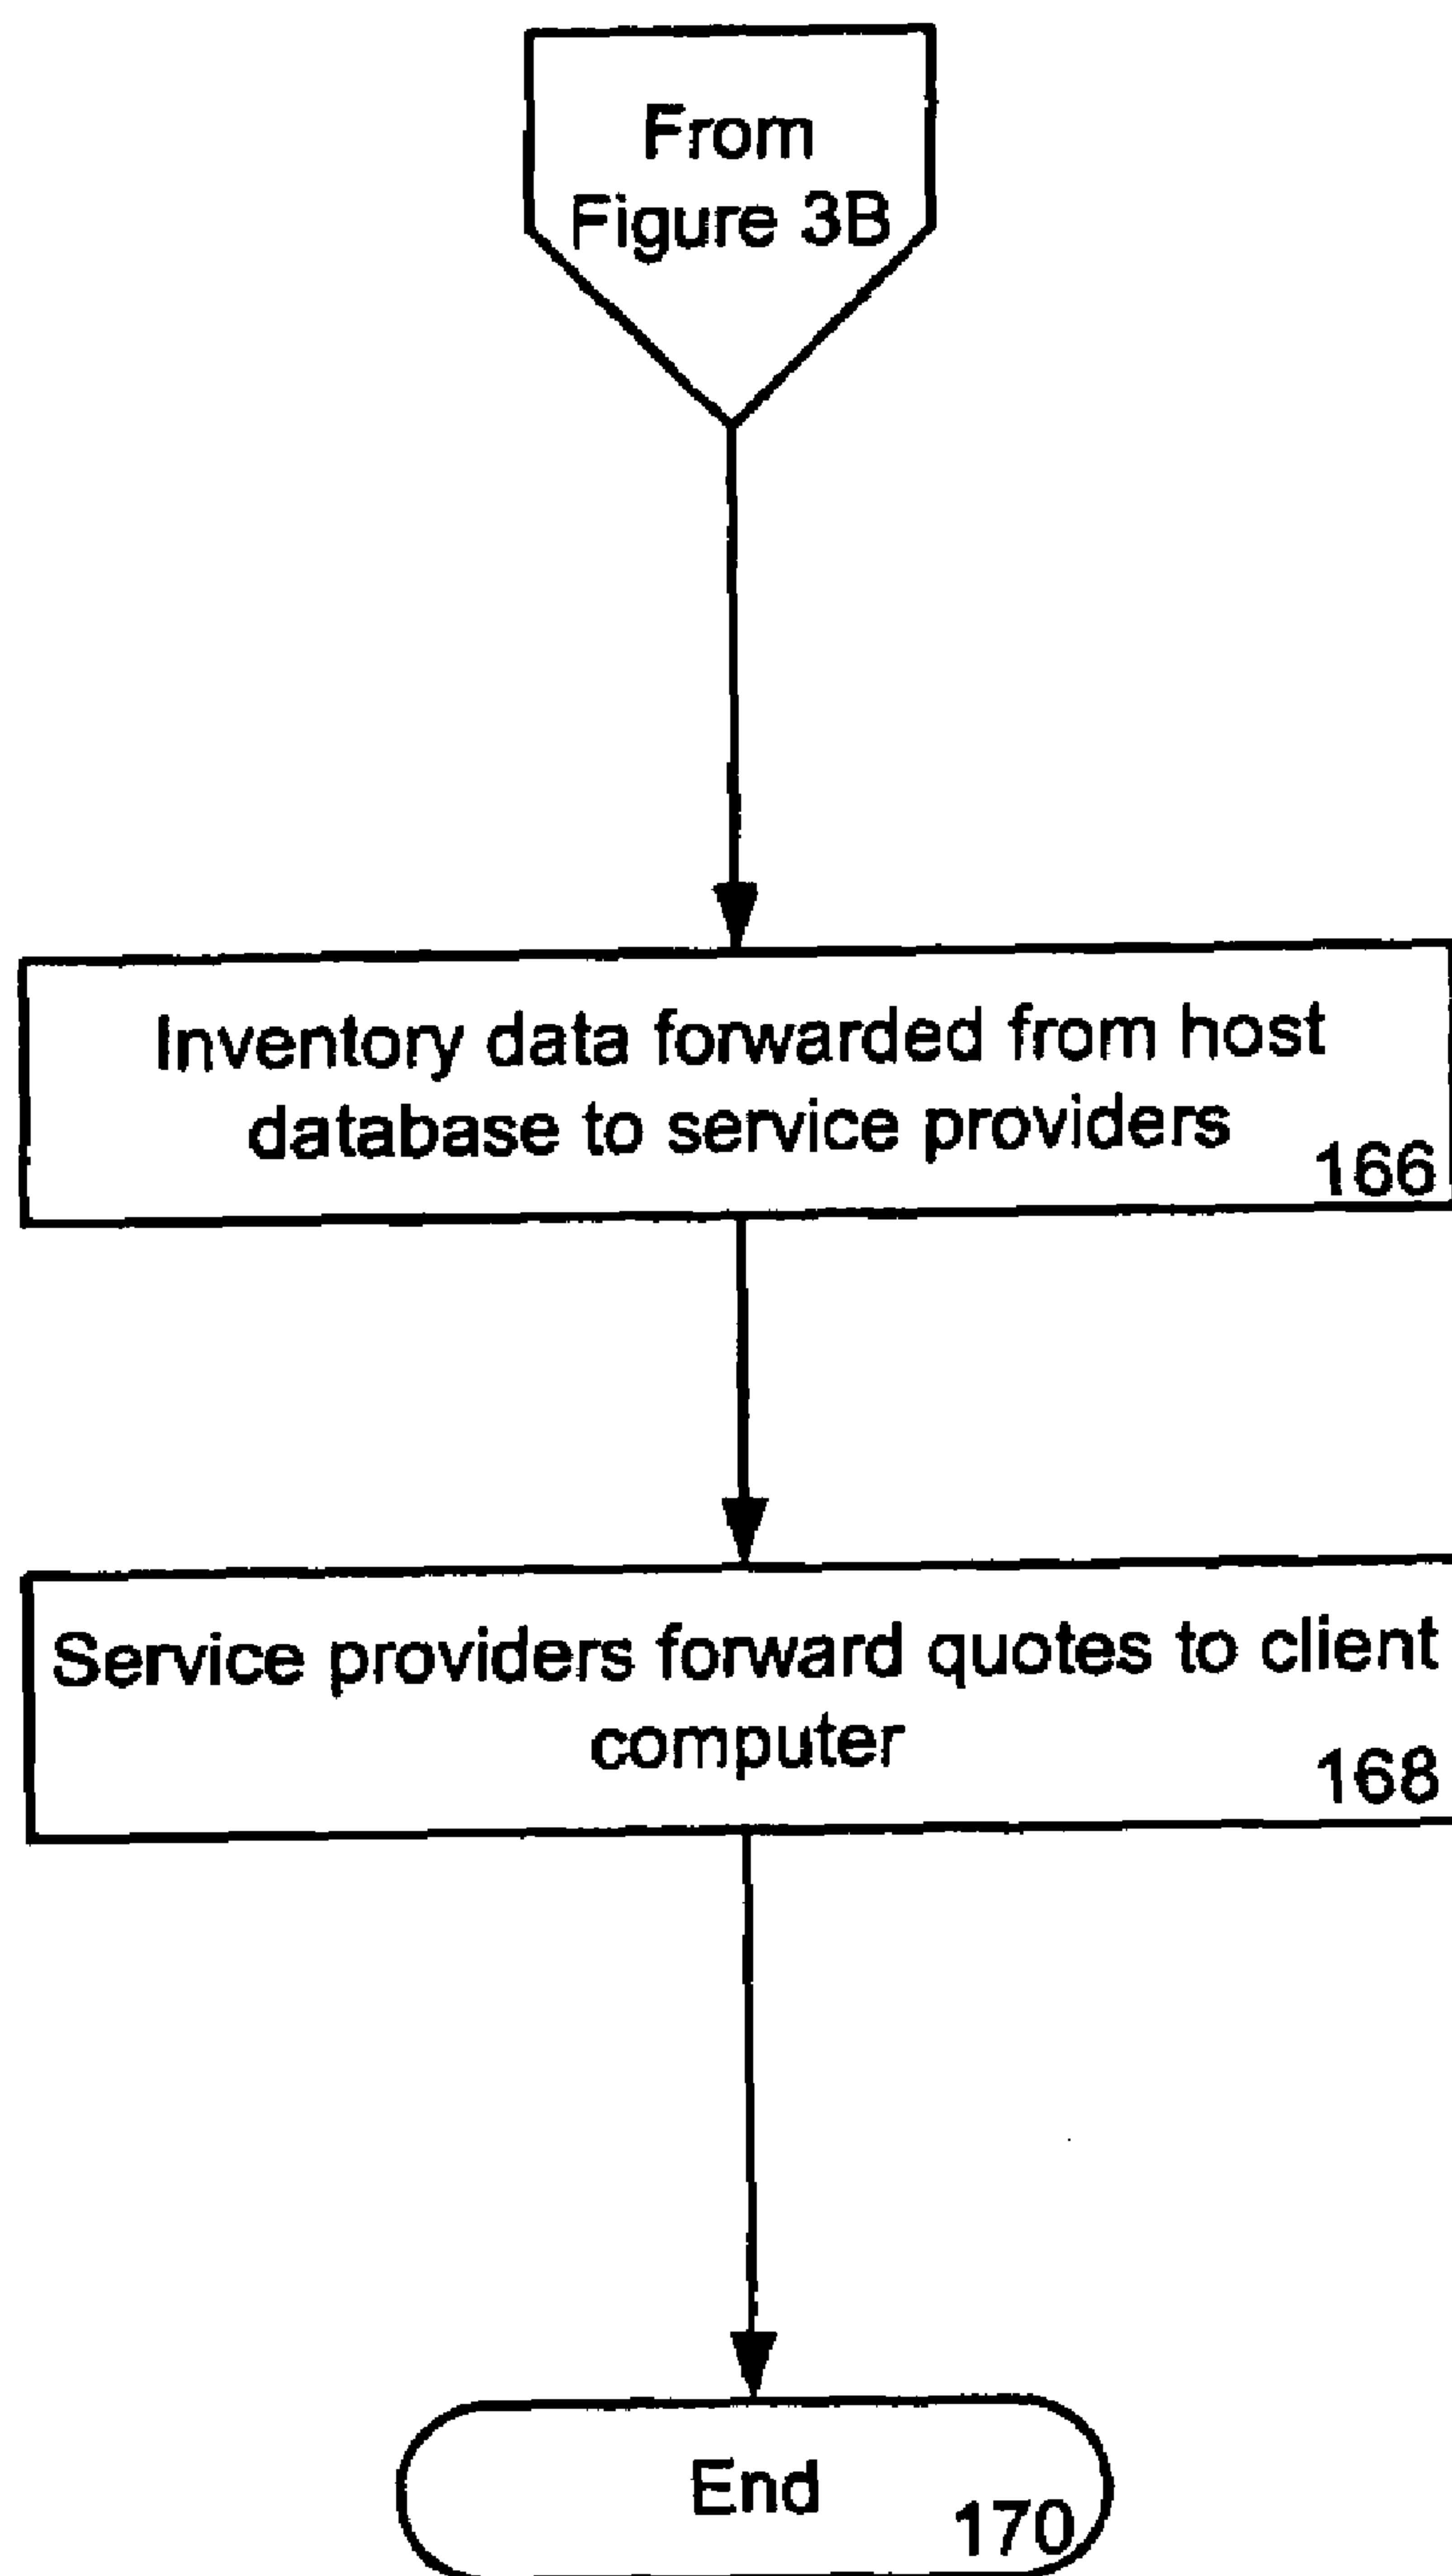 From
Figure 3B
Inventory data forwarded from host
database to service providers
166
Service providers forward quotes to client
computer
168
End
170